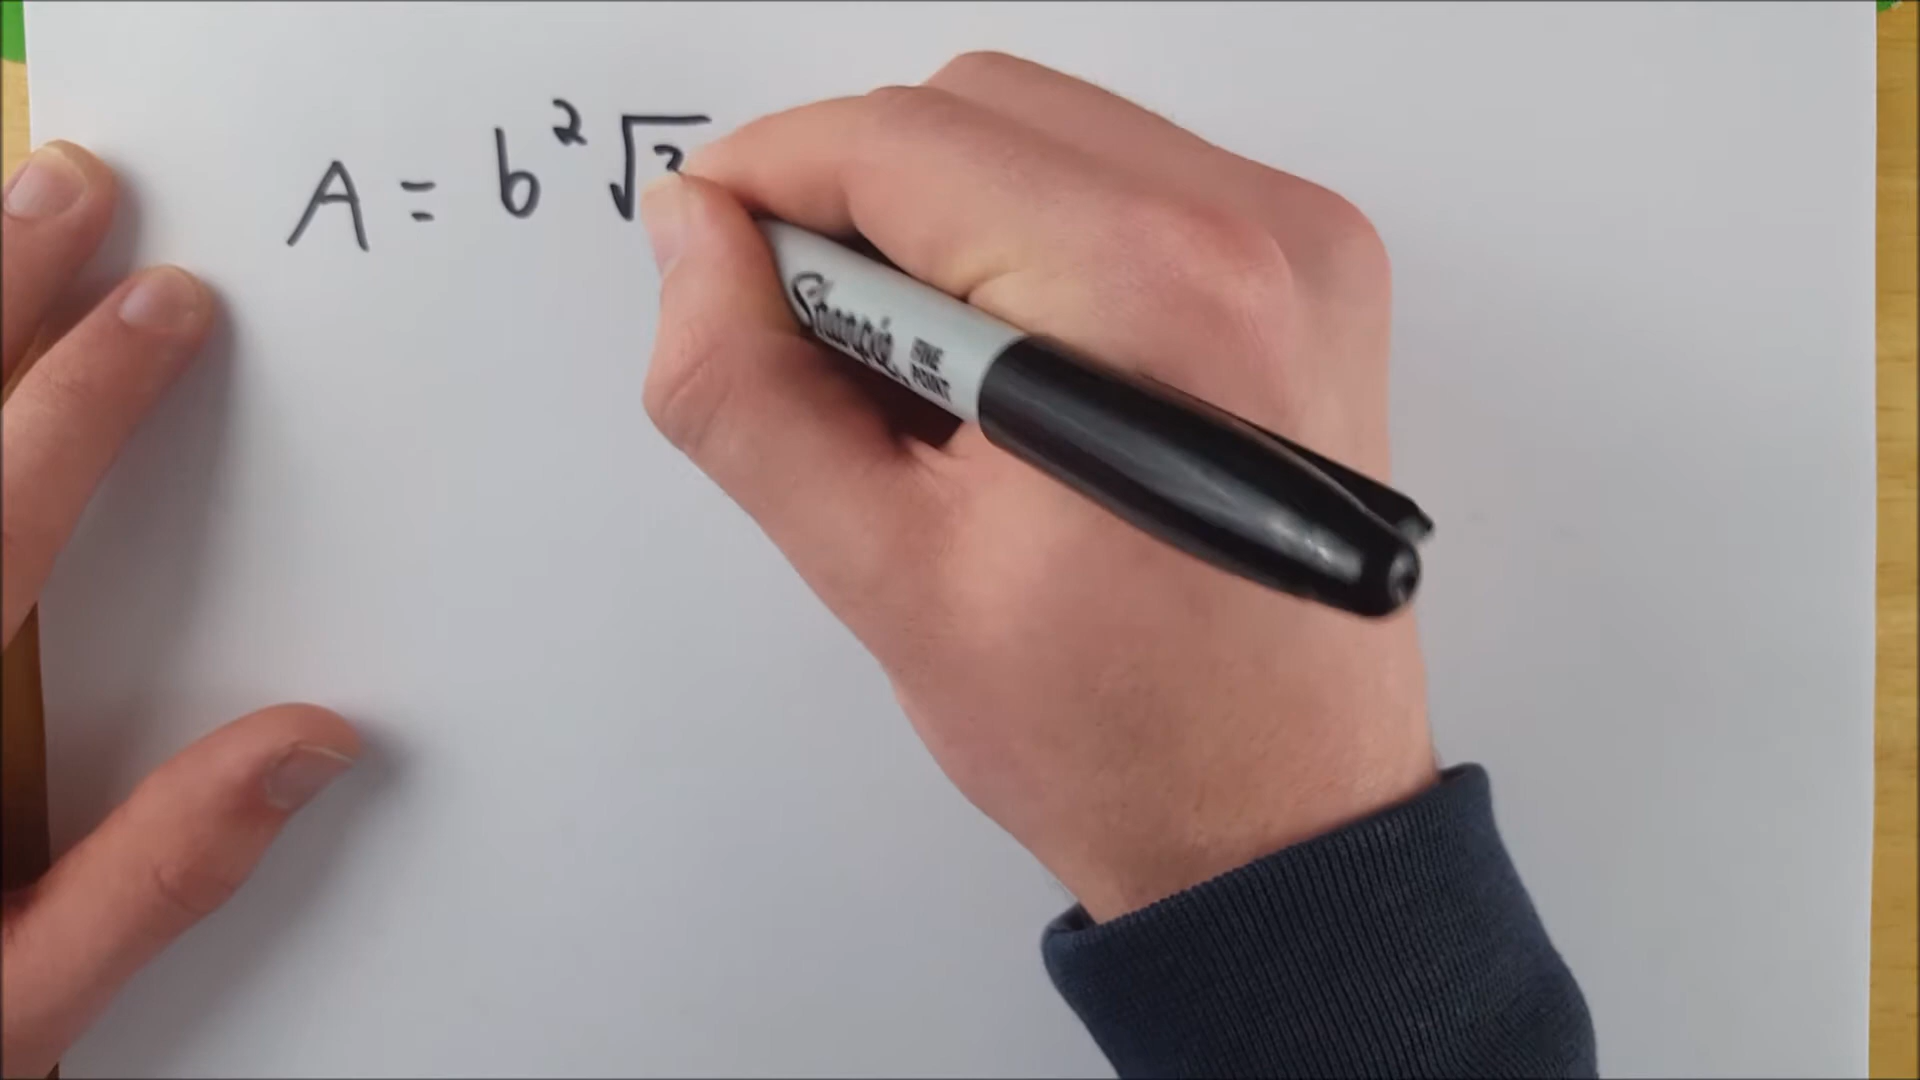 A = b² √3
Sharpie
FINE
POINT